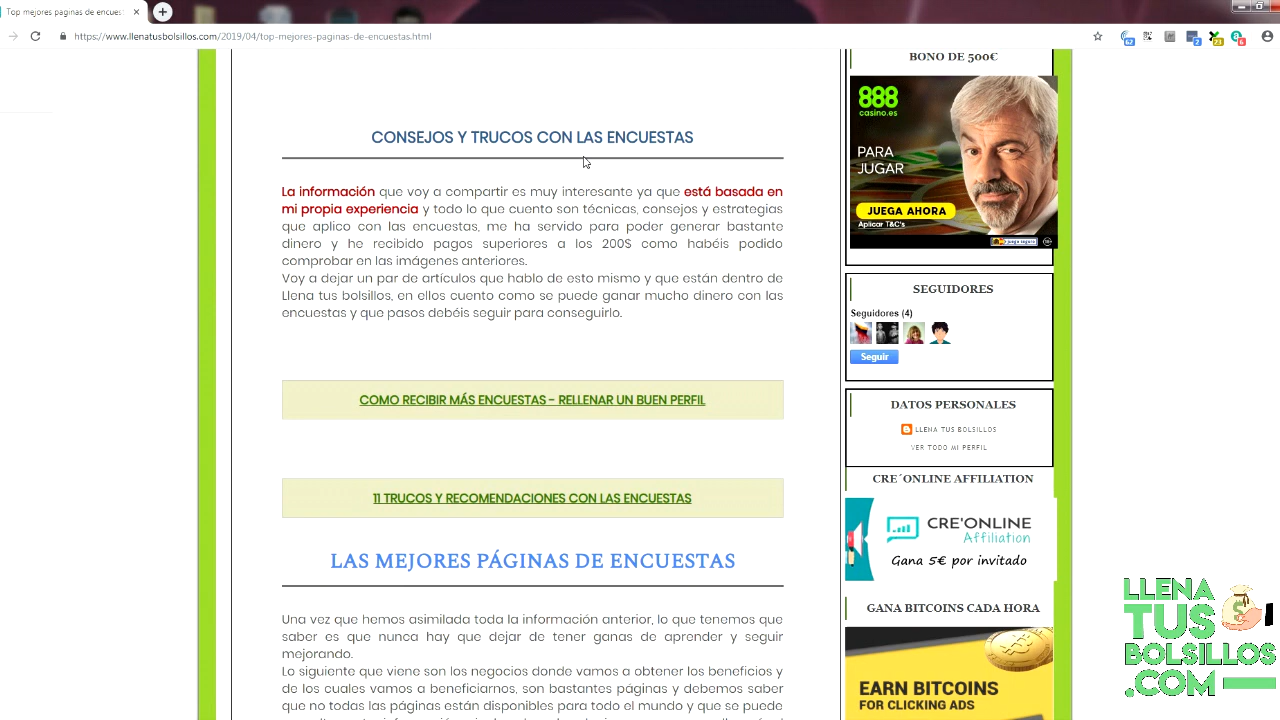 Top mejores paginas de encues
https://www.llenatusbolsillos.com/2019/04/top-mejores-paginas-de-encuestas.html
62
2
23
6
CONSEJOS Y TRUCOS CON LAS ENCUESTAS
La información que voy a compartir es muy interesante ya que está basada en
mi propia experiencia y todo lo que cuento son técnicas, consejos y estrategias
que aplico con las encuestas, me ha servido para poder generar bastante
dinero y he recibido pagos superiores a los 200$ como habéis podido
comprobar en las imágenes anteriores.
Voy a dejar un par de artículos que hablo de esto mismo y que están dentro de
Llena tus bolsillos, en ellos cuento como se puede ganar mucho dinero con las
encuestas y que pasos debéis seguir para conseguirlo.
COMO RECIBIR MÁS ENCUESTAS - RELLENAR UN BUEN PERFIL
11 TRUCOS Y RECOMENDACIONES CON LAS ENCUESTAS
LAS MEJORES PÁGINAS DE ENCUESTAS
Una vez que hemos asimilada toda la información anterior, lo que tenemos que
saber es que nunca hay que dejar de tener ganas de aprender y seguir
mejorando.
Lo siguiente que viene son los negocios donde vamos a obtener los beneficios y
de los cuales vamos a beneficiarnos, son bastantes páginas y debemos saber
que no todas las páginas están disponibles para todo el mundo y que se puede
BONO DE 500€
888
casino.es
PARA
JUGAR
JUEGA AHORA
Aplicar T&C's
juego seguro
SEGUIDORES
Seguidores (4)
Seguir
DATOS PERSONALES
LLENA TUS BOLSILLOS
VER TODO MI PERFIL
CRE´ONLINE AFFILIATION
CRE'ONLINE
Affiliation
Gana 5€ por invitado
GANA BITCOINS CADA HORA
EARN BITCOINS
FOR CLICKING ADS
LLENA
TUS
BOLSILLOS
.COM